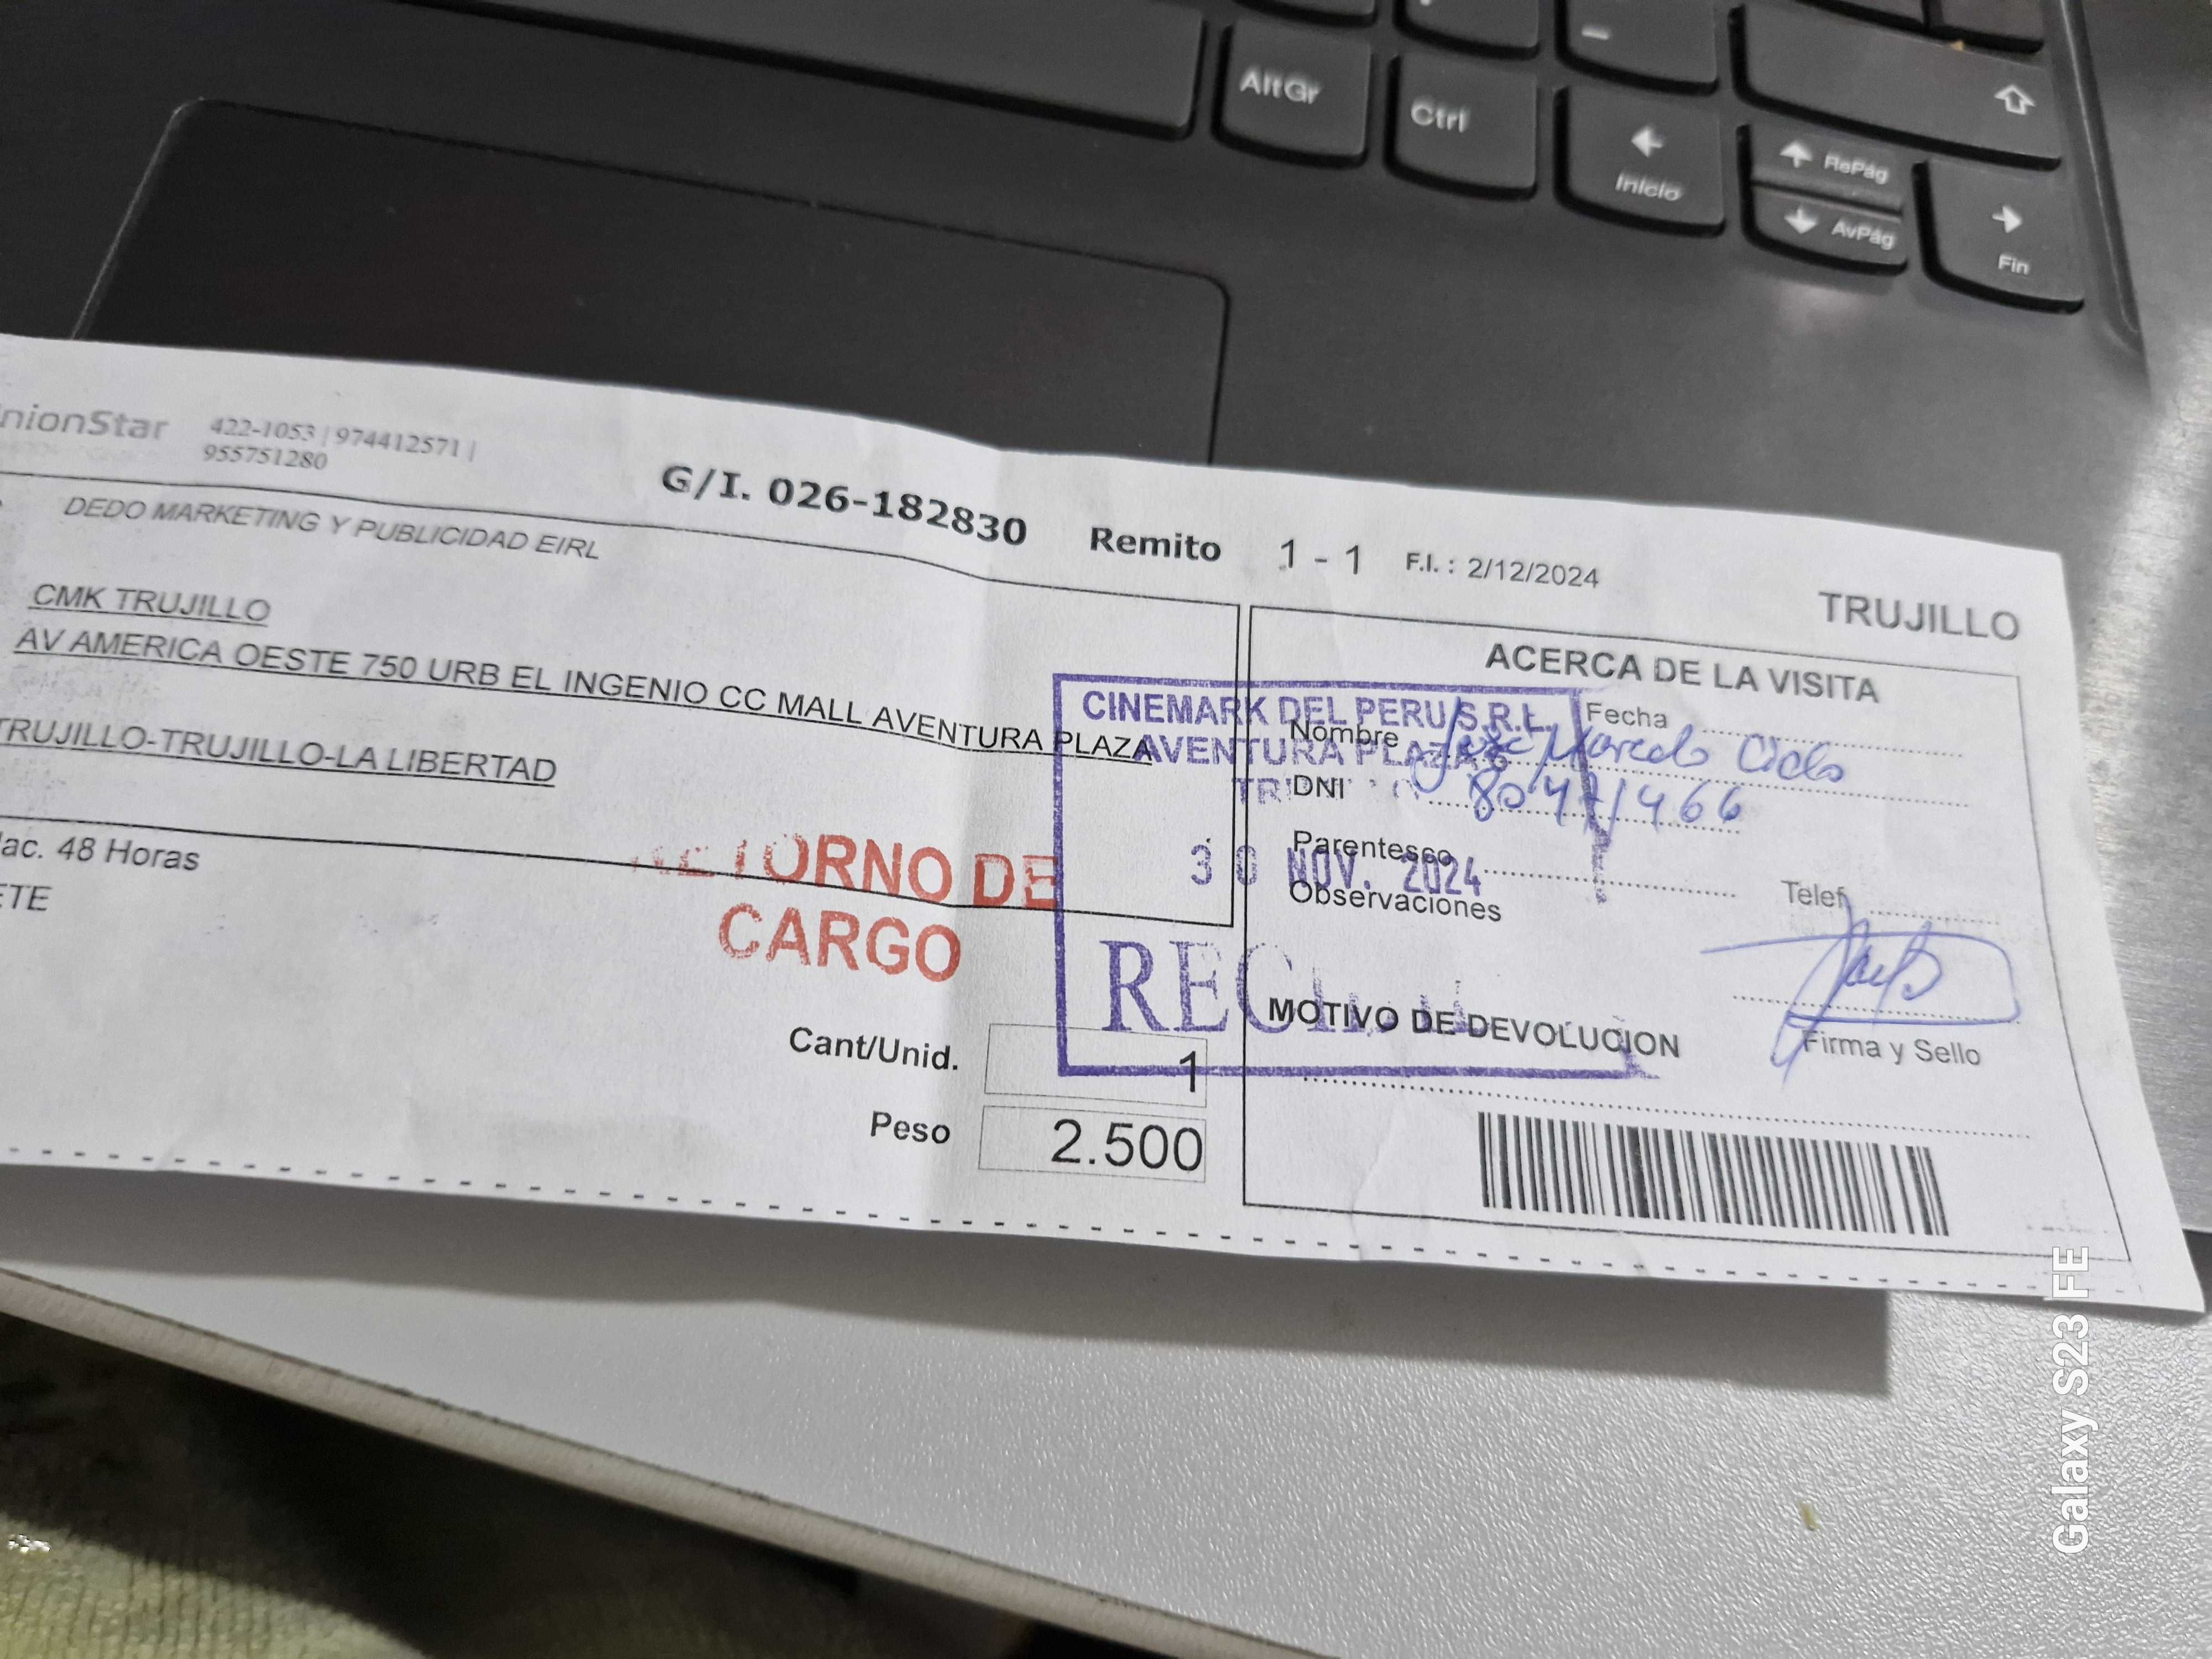 AltGr
Ctrl
Inicio
RePág
AvPág
Fin
nionStar
422-1053 | 974412571 |
955751280
G/I. 026-182830 Remito 1 - 1 F.I. : 2/12/2024
TRUJILLO
DEDO MARKETING Y PUBLICIDAD EIRL
CMK TRUJILLO
AV AMERICA OESTE 750 URB EL INGENIO CC MALL AVENTURA PLAZA
TRUJILLO-TRUJILLO-LA LIBERTAD
ac. 48 Horas
ETE
RETORNO DE
CARGO
Cant/Unid. 1
Peso 2.500
ACERCA DE LA VISITA
Fecha
Nombre
DNI
Parentesco
Telef
Observaciones
MOTIVO DE DEVOLUCION
Firma y Sello
CINEMARK DEL PERU S.R.L.
AVENTURA PLAZA
30 NOV. 2024
Galaxy S23 FE